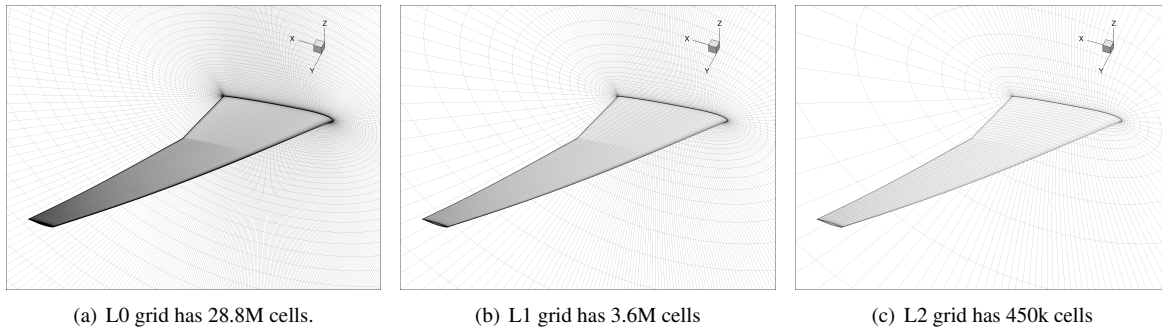 Z
X
Y
Z
X
Y
Z
X
Y
(a) L0 grid has 28.8M cells.
(b) L1 grid has 3.6M cells
(c) L2 grid has 450k cells